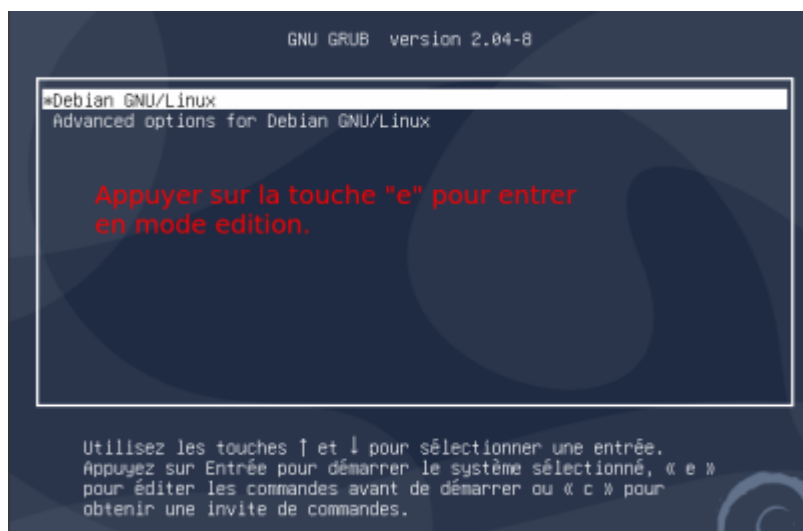 GNU GRUB version 2.04-8
*Debian GNU/Linux
Advanced options for Debian GNU/Linux
Appuyer sur la touche "e" pour entrer
en mode edition.
Utilisez les touches ↑ et ↓ pour sélectionner une entrée.
Appuyez sur Entrée pour démarrer le système sélectionné, « e »
pour éditer les commandes avant de démarrer ou « c » pour
obtenir une invite de commandes.